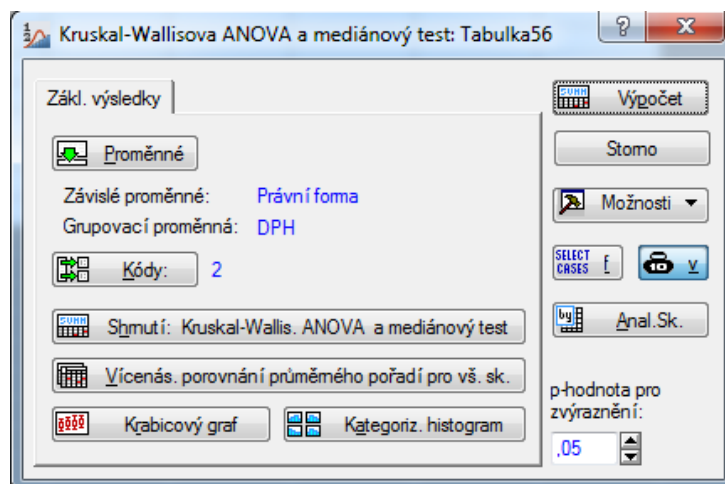 Kruskal-Wallisova ANOVA a mediánový test: Tabulka56
Zákl. výsledky
Proměnné
Závislé proměnné: Právní forma
Grupovací proměnná: DPH
Kódy: 2
Shrnutí: Kruskal-Wallis. ANOVA a mediánový test
Vícenás. porovnání průměrného pořadí pro vš. sk.
Krabicový graf
Kategoriz. histogram
Výpočet
Storno
Možnosti
SELECT CASES f
v
Anal.Sk.
p-hodnota pro
zvýraznění:
,05